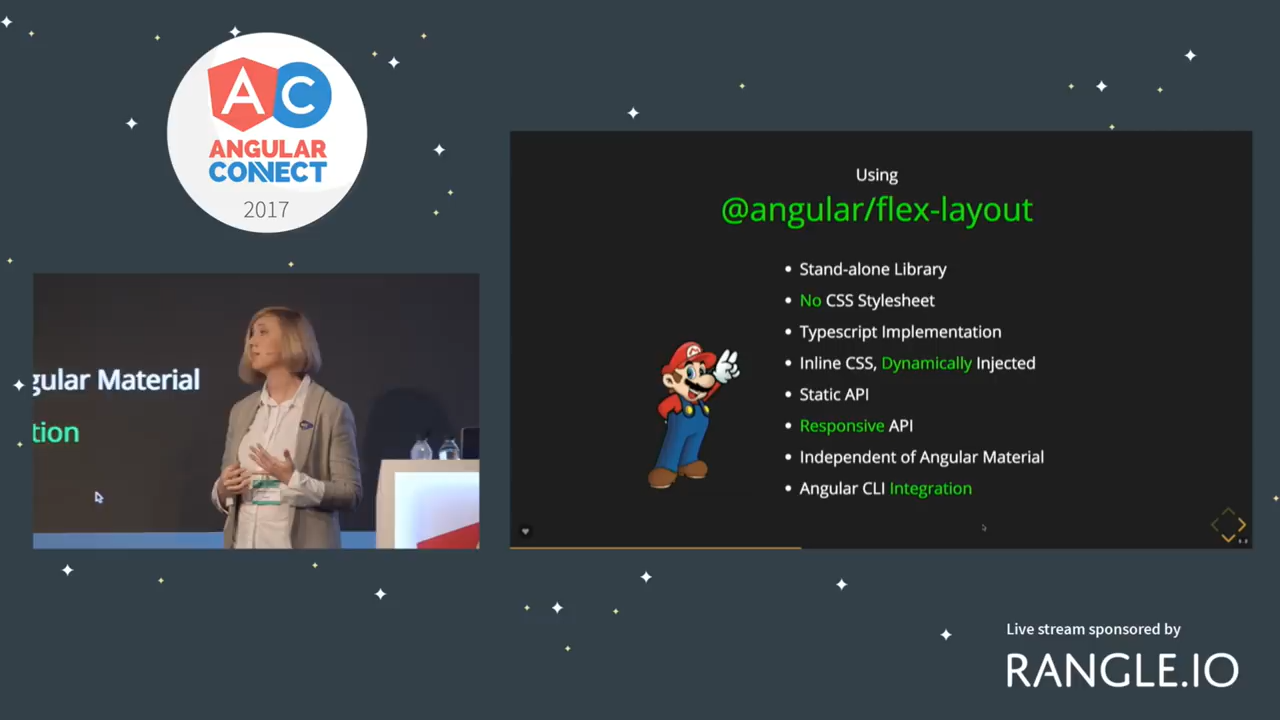 AC
ANGULAR
CONNECT
2017
gular Material
tion
Using
@angular/flex-layout
Stand-alone Library
No CSS Stylesheet
Typescript Implementation
Inline CSS, Dynamically Injected
Static API
Responsive API
Independent of Angular Material
Angular CLI Integration
Live stream sponsored by
RANGLE.IO